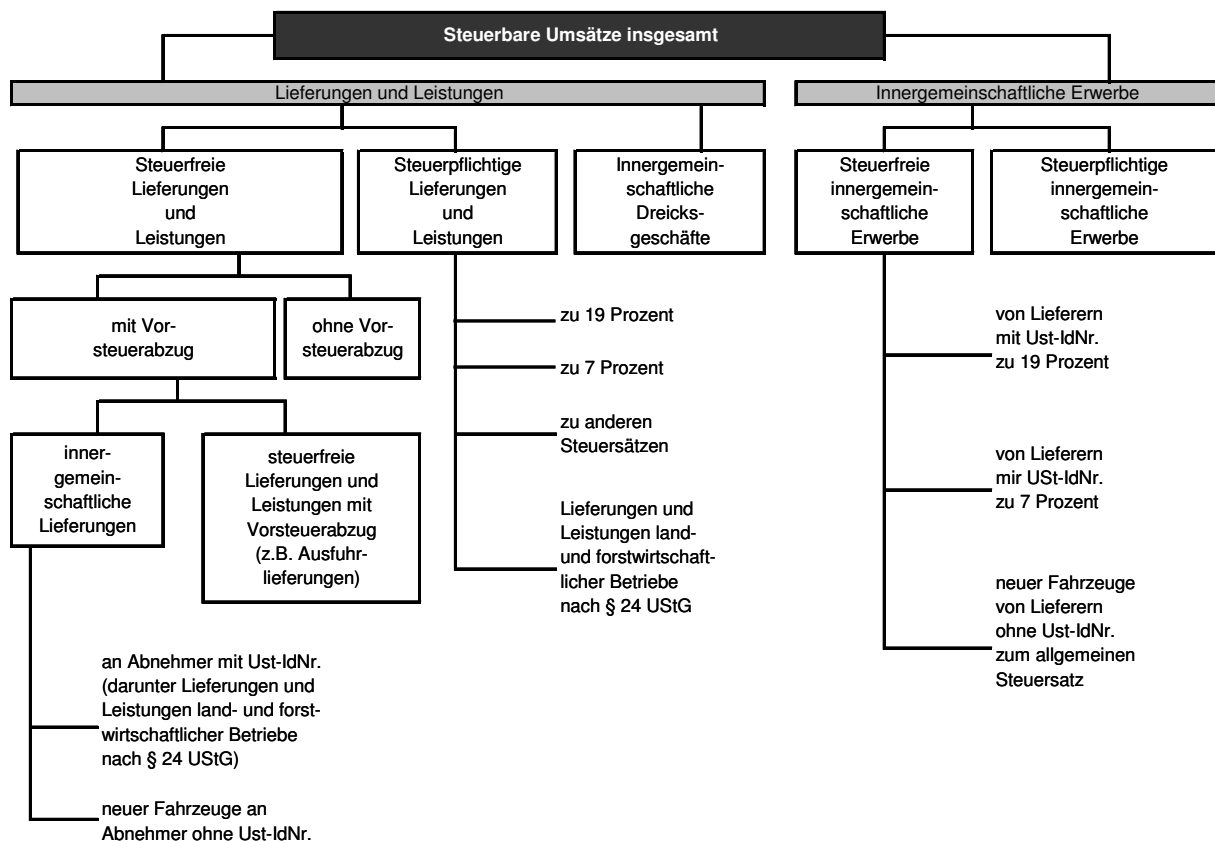 Steuerbare Umsätze insgesamt
Lieferungen und Leistungen
Innergemeinschaftliche Erwerbe
Steuerfreie
Lieferungen
und
Leistungen
Steuerpflichtige
Lieferungen
und
Leistungen
Innergemein-
schaftliche
Dreicks-
geschäfte
Steuerfreie
innergemein-
schaftliche
Erwerbe
Steuerpflichtige
innergemein-
schaftliche
Erwerbe
mit Vor-
steuerabzug
ohne Vor-
steuerabzug
inner-
gemein-
schaftliche
Lieferungen
steuerfreie
Lieferungen und
Leistungen mit
Vorsteuerabzug
(z.B. Ausfuhr-
lieferungen)
an Abnehmer mit Ust-IdNr.
(darunter Lieferungen und
Leistungen land- und forst-
wirtschaftlicher Betriebe
nach § 24 UStG)
neuer Fahrzeuge an
Abnehmer ohne Ust-IdNr.
zu 19 Prozent
zu 7 Prozent
zu anderen
Steuersätzen
Lieferungen und
Leistungen land-
und forstwirtschaft-
licher Betriebe
nach § 24 UStG
von Lieferern
mit Ust-IdNr.
zu 19 Prozent
von Lieferern
mir USt-IdNr.
zu 7 Prozent
neuer Fahrzeuge
von Lieferern
ohne Ust-IdNr.
zum allgemeinen
Steuersatz